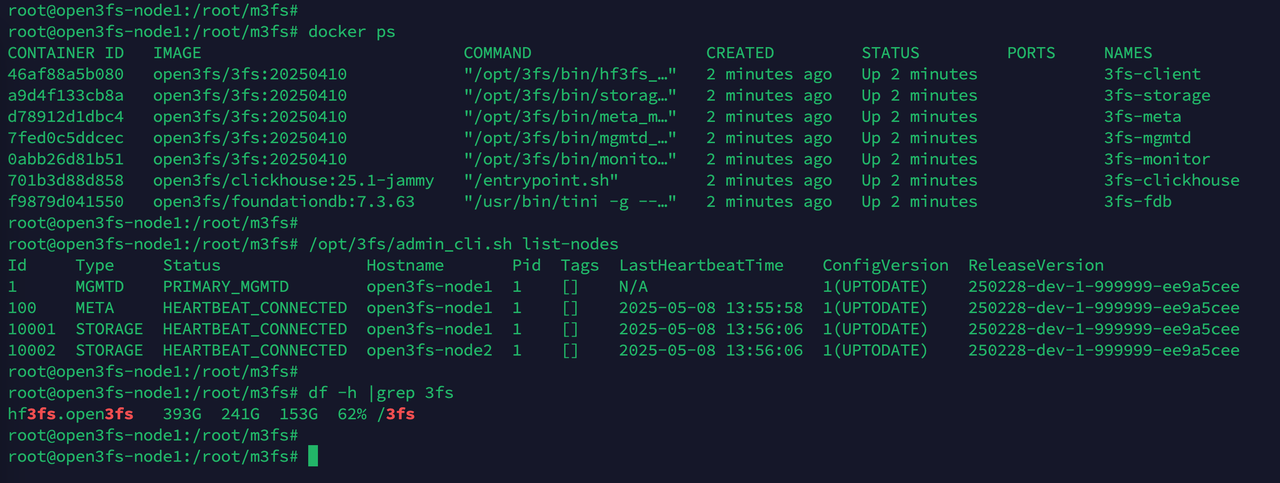 root@open3fs-node1:/root/m3fs#
root@open3fs-node1:/root/m3fs# docker ps
CONTAINER ID   IMAGE                          COMMAND                  CREATED         STATUS         PORTS     NAMES
46af88a5b080   open3fs/3fs:20250410           "/opt/3fs/bin/hf3fs_…"   2 minutes ago   Up 2 minutes             3fs-client
a9d4f133cb8a   open3fs/3fs:20250410           "/opt/3fs/bin/storag…"   2 minutes ago   Up 2 minutes             3fs-storage
d78912d1dbc4   open3fs/3fs:20250410           "/opt/3fs/bin/meta_m…"   2 minutes ago   Up 2 minutes             3fs-meta
7fed0c5ddcec   open3fs/3fs:20250410           "/opt/3fs/bin/mgmtd_…"   2 minutes ago   Up 2 minutes             3fs-mgmtd
0abb26d81b51   open3fs/3fs:20250410           "/opt/3fs/bin/monito…"   2 minutes ago   Up 2 minutes             3fs-monitor
701b3d88d858   open3fs/clickhouse:25.1-jammy  "/entrypoint.sh"         2 minutes ago   Up 2 minutes             3fs-clickhouse
f9879d041550   open3fs/foundationdb:7.3.63    "/usr/bin/tini -g --…"   2 minutes ago   Up 2 minutes             3fs-fdb
root@open3fs-node1:/root/m3fs#
root@open3fs-node1:/root/m3fs# /opt/3fs/admin_cli.sh list-nodes
Id     Type     Status               Hostname       Pid  Tags  LastHeartbeatTime    ConfigVersion  ReleaseVersion
1      MGMTD    PRIMARY_MGMTD        open3fs-node1  1    []    N/A                  1(UPTODATE)    250228-dev-1-999999-ee9a5cee
100    META     HEARTBEAT_CONNECTED  open3fs-node1  1    []    2025-05-08 13:55:58  1(UPTODATE)    250228-dev-1-999999-ee9a5cee
10001  STORAGE  HEARTBEAT_CONNECTED  open3fs-node1  1    []    2025-05-08 13:56:06  1(UPTODATE)    250228-dev-1-999999-ee9a5cee
10002  STORAGE  HEARTBEAT_CONNECTED  open3fs-node2  1    []    2025-05-08 13:56:06  1(UPTODATE)    250228-dev-1-999999-ee9a5cee
root@open3fs-node1:/root/m3fs#
root@open3fs-node1:/root/m3fs# df -h |grep 3fs
hf3fs.open3fs   393G  241G  153G  62% /3fs
root@open3fs-node1:/root/m3fs#
root@open3fs-node1:/root/m3fs#